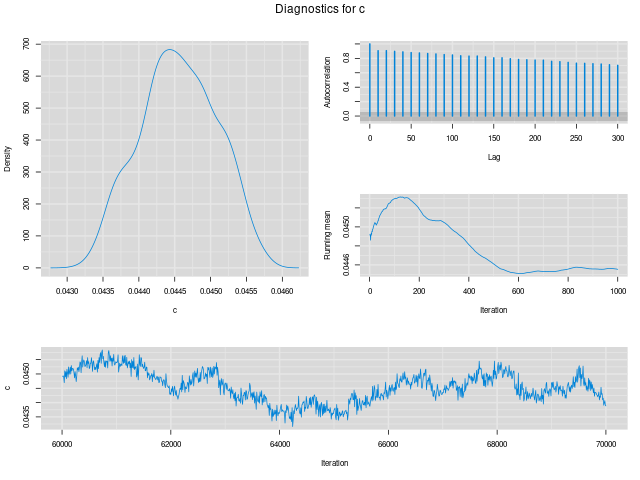 Diagnostics for c
Density
700
600
500
400
300
200
100
0
0.0430 0.0435 0.0440 0.0445 0.0450 0.0455 0.0460
c
Autocorrelation
0.8
0.4
0.0
0 50 100 150 200 250 300
Lag
Running mean
0.0450
0.0446
0 200 400 600 800 1000
Iteration
c
0.0450
0.0435
60000 62000 64000 66000 68000 70000
Iteration